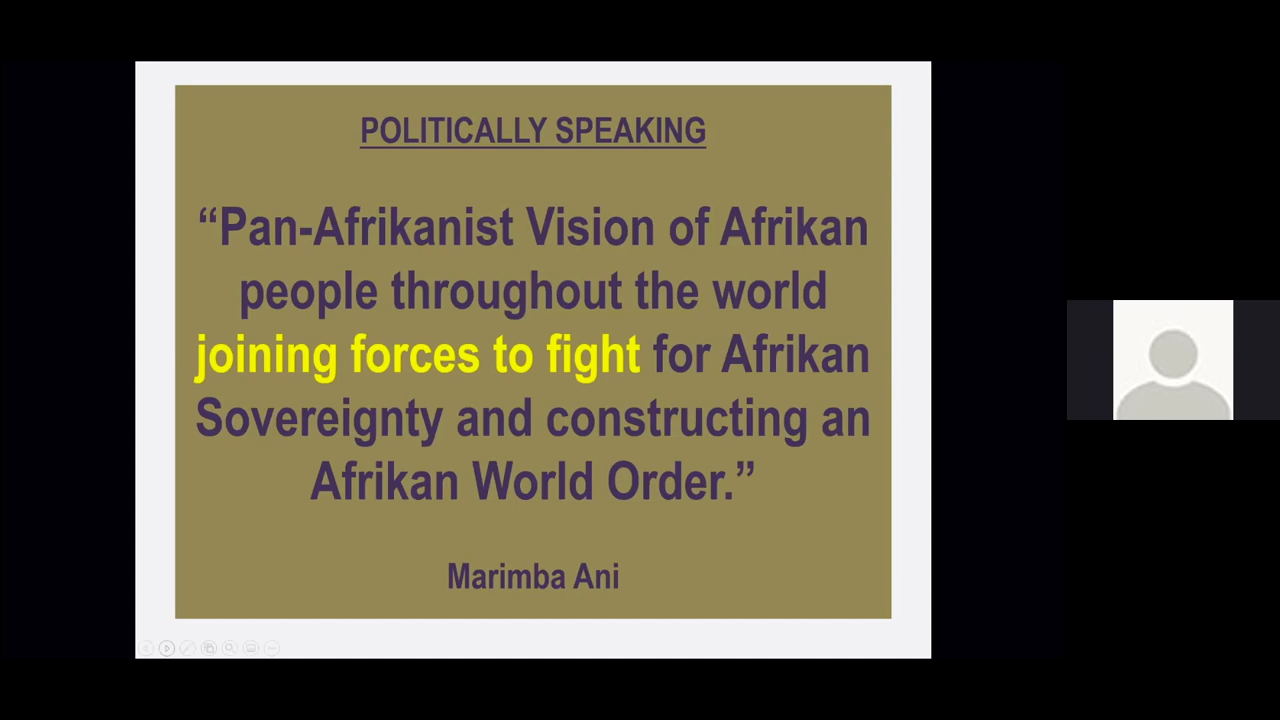 POLITICALLY SPEAKING
“Pan-Afrikanist Vision of Afrikan
people throughout the world
joining forces to fight for Afrikan
Sovereignty and constructing an
Afrikan World Order.”
Marimba Ani